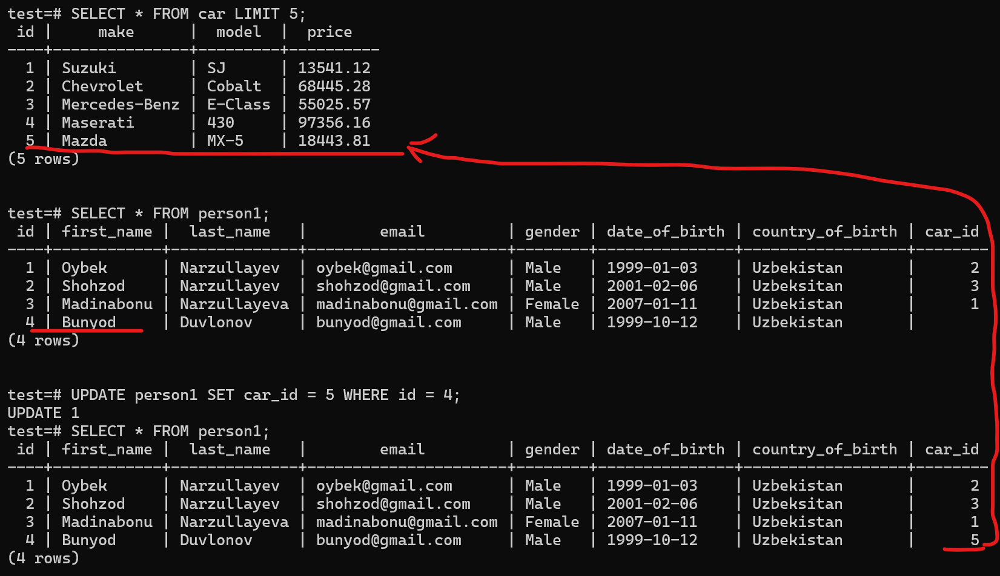 test=# SELECT * FROM car LIMIT 5;
 id |     make      |  model  |  price
----+---------------+---------+----------
  1 | Suzuki        | SJ      | 13541.12
  2 | Chevrolet     | Cobalt  | 68445.28
  3 | Mercedes-Benz | E-Class | 55025.57
  4 | Maserati      | 430     | 97356.16
  5 | Mazda         | MX-5    | 18443.81
(5 rows)
test=# SELECT * FROM person1;
 id | first_name |  last_name   |        email         | gender | date_of_birth | country_of_birth | car_id
----+------------+--------------+----------------------+--------+---------------+------------------+--------
  1 | Oybek      | Narzullayev  | oybek@gmail.com      | Male   | 1999-01-03    | Uzbekistan       |      2
  2 | Shohzod    | Narzullayev  | shohzod@gmail.com    | Male   | 2001-02-06    | Uzbeksitan       |      3
  3 | Madinabonu | Narzullayeva | madinabonu@gmail.com | Female | 2007-01-11    | Uzbekistan       |      1
  4 | Bunyod     | Duvlonov     | bunyod@gmail.com     | Male   | 1999-10-12    | Uzbekistan       |
(4 rows)
test=# UPDATE person1 SET car_id = 5 WHERE id = 4;
UPDATE 1
test=# SELECT * FROM person1;
 id | first_name |  last_name   |        email         | gender | date_of_birth | country_of_birth | car_id
----+------------+--------------+----------------------+--------+---------------+------------------+--------
  1 | Oybek      | Narzullayev  | oybek@gmail.com      | Male   | 1999-01-03    | Uzbekistan       |      2
  2 | Shohzod    | Narzullayev  | shohzod@gmail.com    | Male   | 2001-02-06    | Uzbeksitan       |      3
  3 | Madinabonu | Narzullayeva | madinabonu@gmail.com | Female | 2007-01-11    | Uzbekistan       |      1
  4 | Bunyod     | Duvlonov     | bunyod@gmail.com     | Male   | 1999-10-12    | Uzbekistan       |      5
(4 rows)